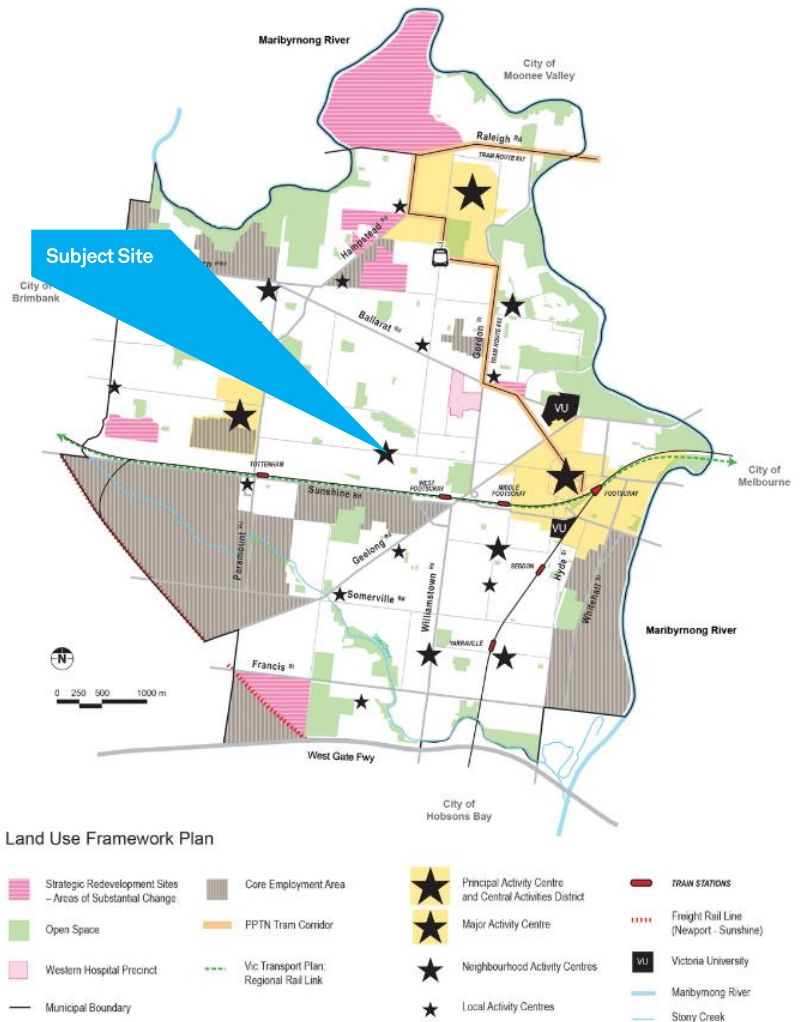 Maribyrnong River
City of
Moonee Valley
Raleigh Rd
TRAM ROUTE
Hampstead Rd
Subject Site
City of
Brimbank
Ballarat Rd
Gordon St
TRAM ROUTE
VU
TOTTENHAM
WEST
FOOTSCRAY
MIDDLE
FOOTSCRAY
FOOTSCRAY
City of
Melbourne
Sunshine Rd
VU
Paramount Rd
Geelong Rd
SEDDON
Hyde St
Whitehall St
Somerville Rd
Williamstown Rd
Maribyrnong River
YARRAVILLE
N
Francis St
0 250 500 1000 m
West Gate Fwy
City of
Hobsons Bay
Land Use Framework Plan
Strategic Redevelopment Sites
– Areas of Substantial Change
Open Space
Western Hospital Precinct
Municipal Boundary
Core Employment Area
PPTN Tram Corridor
Vic Transport Plan:
Regional Rail Link
Principal Activity Centre
and Central Activities District
Major Activity Centre
Neighbourhood Activity Centres
Local Activity Centres
TRAIN STATIONS
Freight Rail Line
(Newport - Sunshine)
VU
Victoria University
Maribyrnong River
Stony Creek